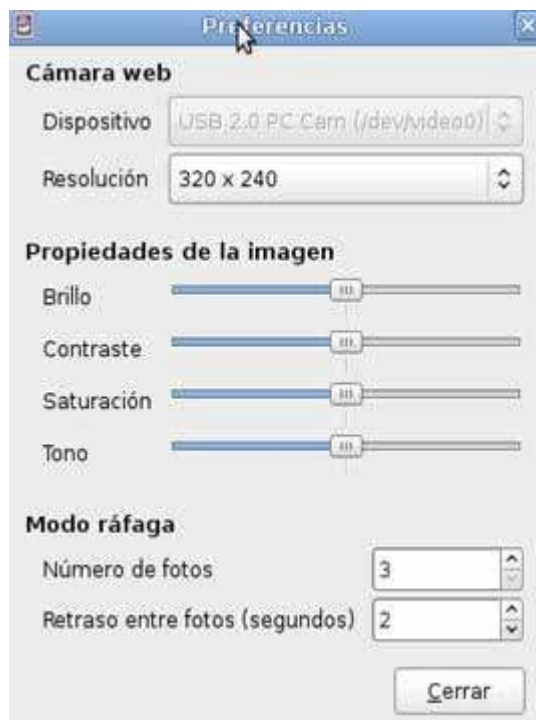 Preferencias
Cámara web
Dispositivo USB 2.0 PC Cam (/dev/video0)
Resolución 320 x 240
Propiedades de la imagen
Brillo
Contraste
Saturación
Tono
Modo ráfaga
Número de fotos 3
Retraso entre fotos (segundos) 2
Cerrar